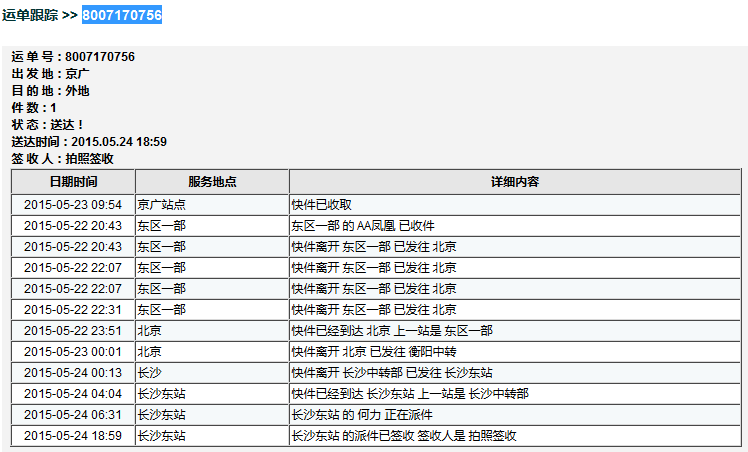 运单跟踪 >> 8007170756
运 单 号：8007170756
出 发 地：京广
目 的 地：外地
件 数：1
状 态：送达！
送达时间：2015.05.24 18:59
签 收 人：拍照签收
日期时间 服务地点 详细内容
2015-05-23 09:54 京广站点 快件已收取
2015-05-22 20:43 东区一部 东区一部 的 AA凤凰 已收件
2015-05-22 20:43 东区一部 快件离开 东区一部 已发往 北京
2015-05-22 22:07 东区一部 快件离开 东区一部 已发往 北京
2015-05-22 22:07 东区一部 快件离开 东区一部 已发往 北京
2015-05-22 22:31 东区一部 快件离开 东区一部 已发往 北京
2015-05-22 23:51 北京 快件已经到达 北京 上一站是 东区一部
2015-05-23 00:01 北京 快件离开 北京 已发往 衡阳中转
2015-05-24 00:13 长沙 快件离开 长沙中转部 已发往 长沙东站
2015-05-24 04:04 长沙东站 快件已经到达 长沙东站 上一站是 长沙中转部
2015-05-24 06:31 长沙东站 长沙东站 的 何力 正在派件
2015-05-24 18:59 长沙东站 长沙东站 的派件已签收 签收人是 拍照签收